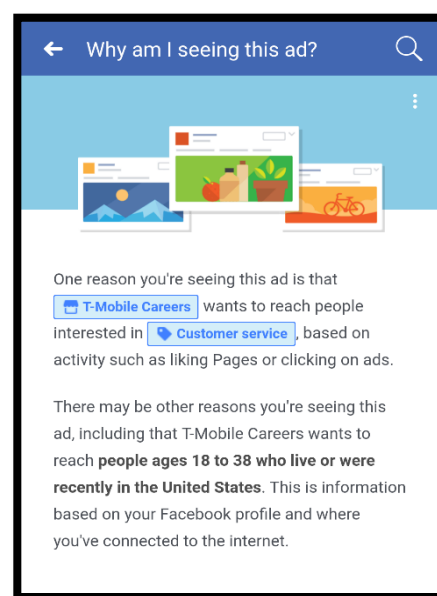 Why am I seeing this ad?
One reason you're seeing this ad is that
T-Mobile Careers wants to reach people
interested in Customer service, based on
activity such as liking Pages or clicking on ads.
There may be other reasons you're seeing this
ad, including that T-Mobile Careers wants to
reach people ages 18 to 38 who live or were
recently in the United States. This is information
based on your Facebook profile and where
you've connected to the internet.